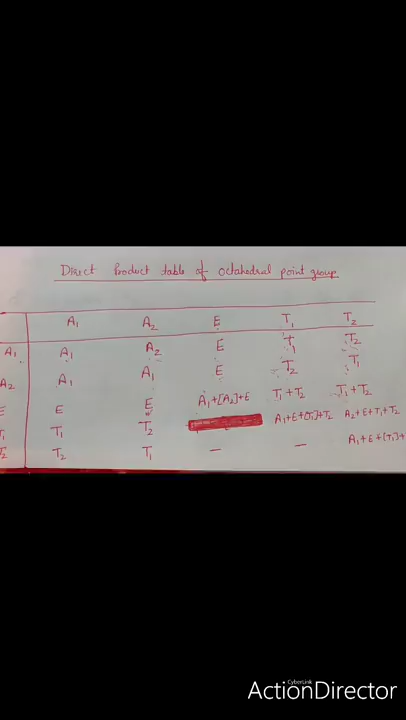 Direct Product table of octahedral point group
A₁ A₂ E T₁ T₂
A₁ A₁ A₂ E T₁ T₂
A₂ A₁ A₁ E T₂ T₁
E E E A₁+[A₂]+E T₁+T₂ T₁+T₂
T₁ T₁ T₂ A₁+E+[T₁]+T₂ A₂+E+T₁+T₂
T₂ T₂ T₁ — — A₁+E+[T₁]+
CyberLink
ActionDirector